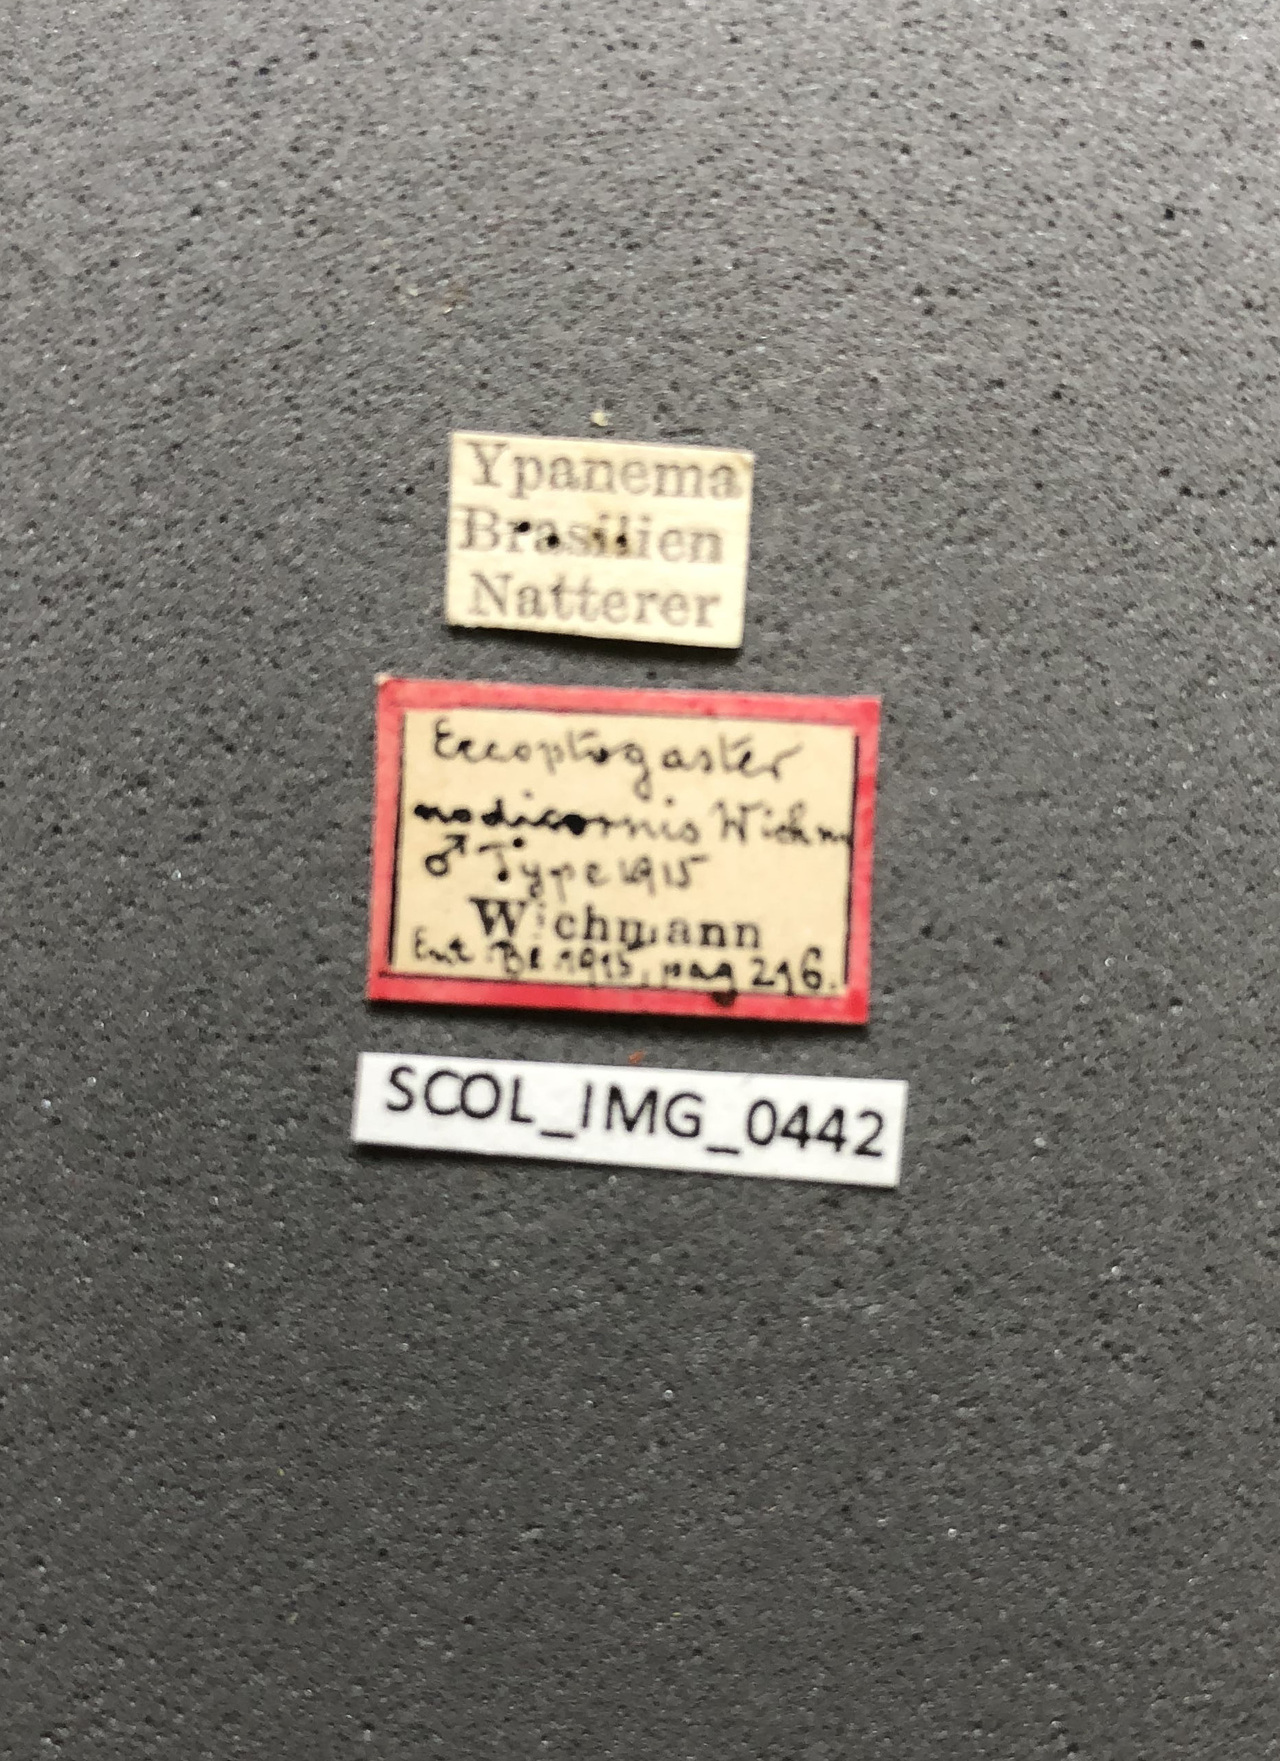 Ypanema
Brasilien
Natterer
Eccoptogaster
nodicornis Wichm
♂ Type 1915
Wichmann
Ent. Bl. 1915, pag 216.
SCOL_IMG_0442